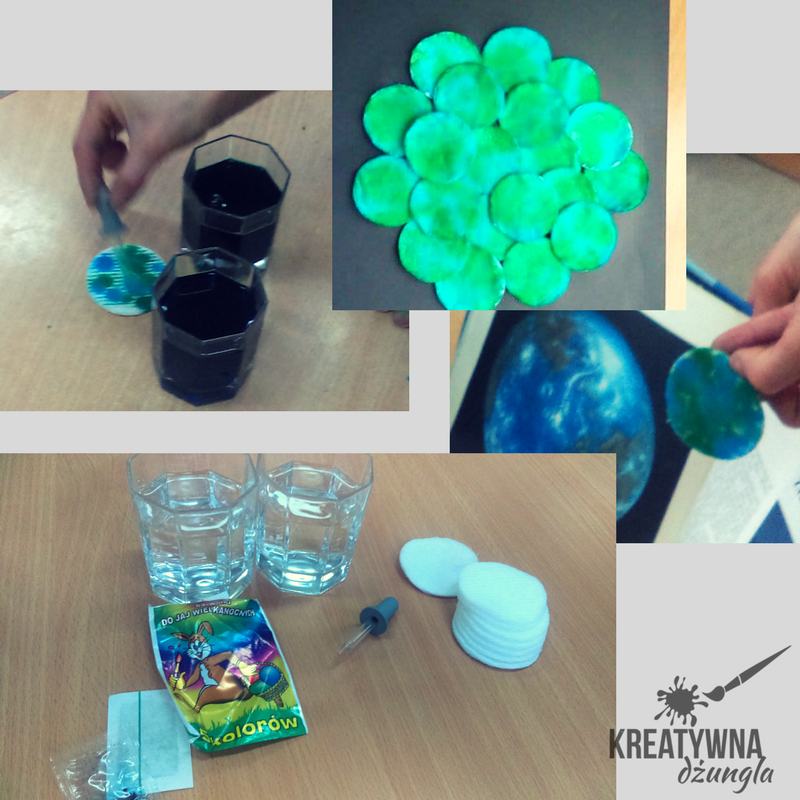 DO JAJ WIELKANOCNYCH
kolorów
KREATYWNA
dżungla